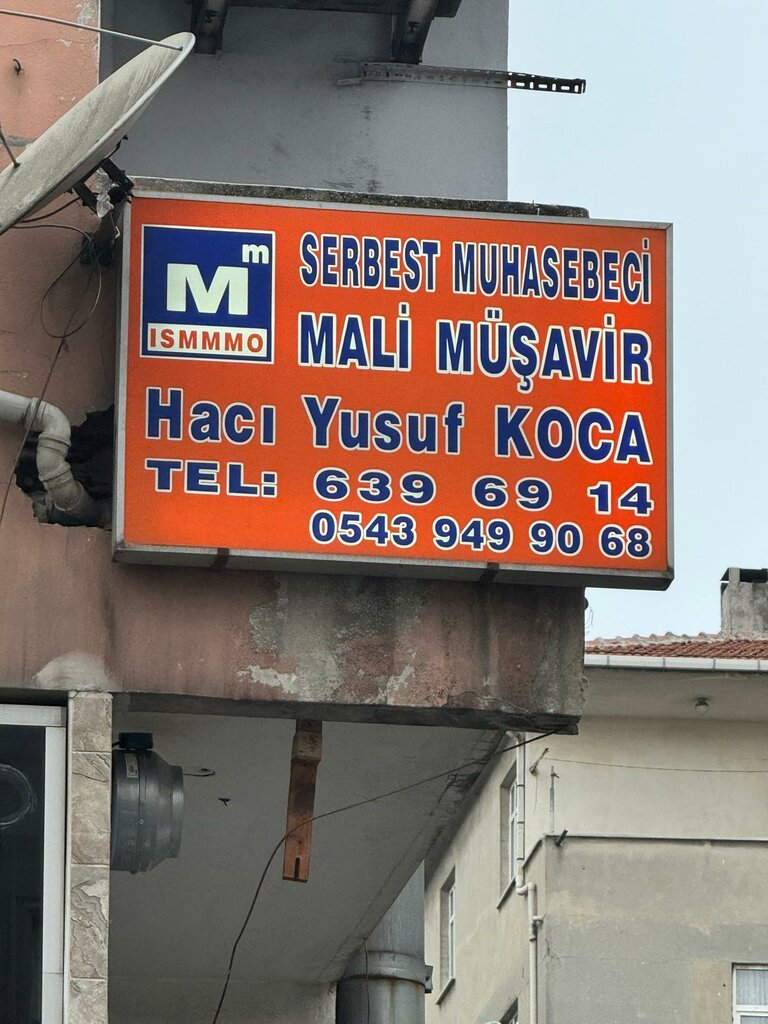 Mm
ISMMMO
SERBEST MUHASEBECİ
MALİ MÜŞAVİR
Hacı Yusuf KOCA
TEL: 639 69 14
0543 949 90 68